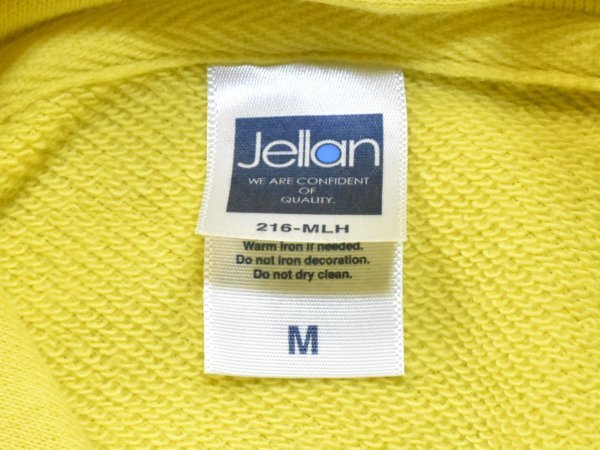 Jellan
WE ARE CONFIDENT
OF
QUALITY.
216-MLH
Warm iron if needed.
Do not iron decoration.
Do not dry clean.
M